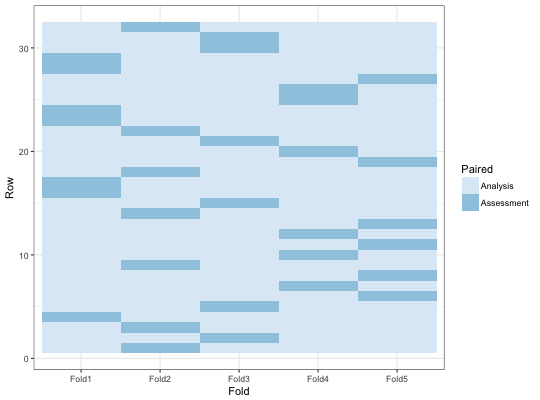 30
20
10
0
Row
Fold1 Fold2 Fold3 Fold4 Fold5
Fold
Paired
Analysis
Assessment